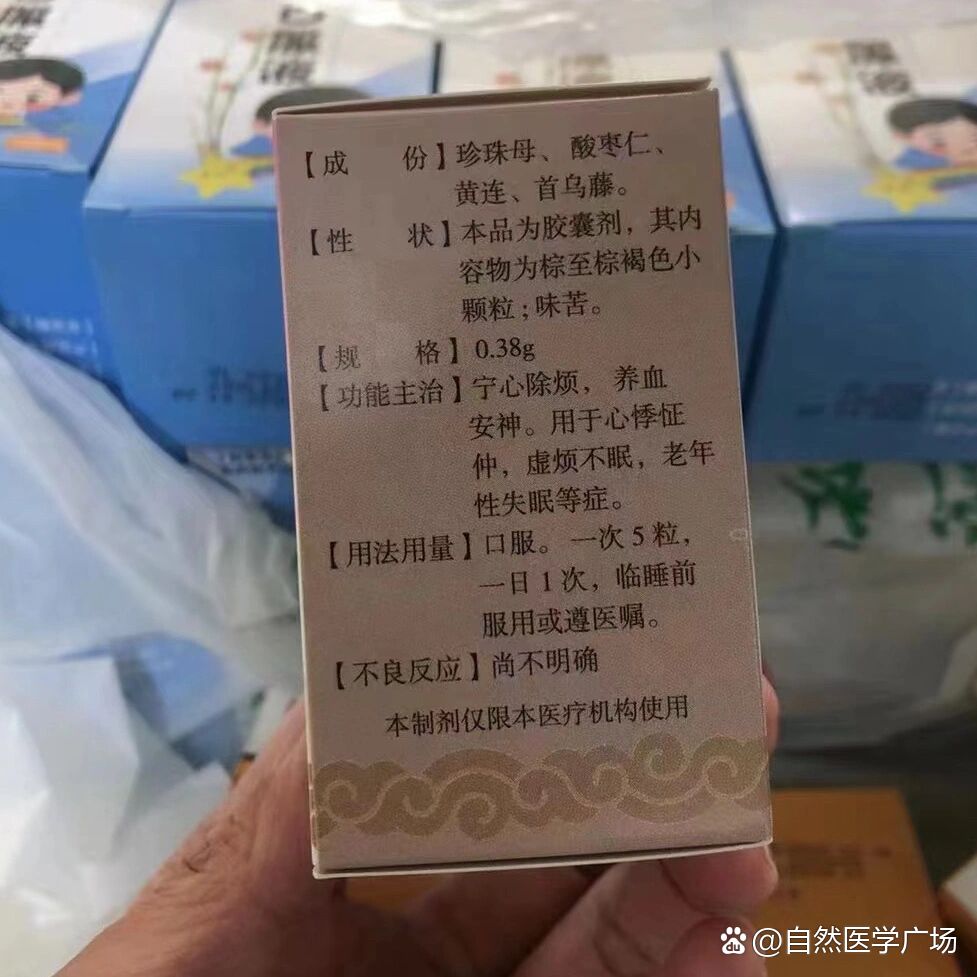 【成　　份】珍珠母、酸枣仁、
黄连、首乌藤。
【性　　状】本品为胶囊剂，其内
容物为棕至棕褐色小
颗粒；味苦。
【规　　格】0.38g
【功能主治】宁心除烦，养血
安神。用于心悸怔
仲，虚烦不眠，老年
性失眠等症。
【用法用量】口服。一次5粒，
一日1次，临睡前
服用或遵医嘱。
【不良反应】尚不明确
本制剂仅限本医疗机构使用
du @自然医学广场